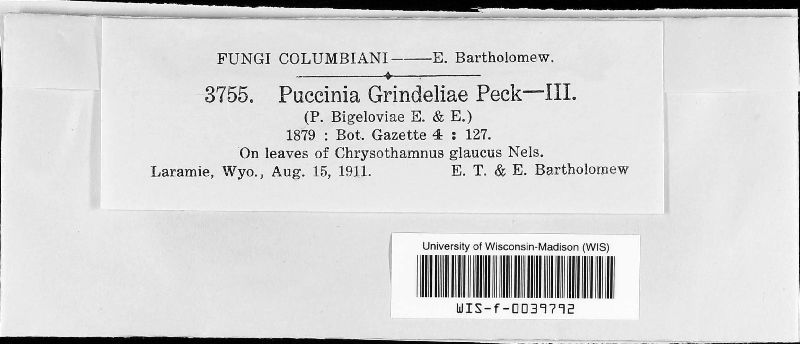 FUNGI COLUMBIANI——E. Bartholomew.
3755. Puccinia Grindeliae Peck—III.
(P. Bigeloviae E. & E.)
1879 : Bot. Gazette 4 : 127.
On leaves of Chrysothamnus glaucus Nels.
Laramie, Wyo., Aug. 15, 1911. E. T. & E. Bartholomew
University of Wisconsin-Madison (WIS)
WIS-f-0039792